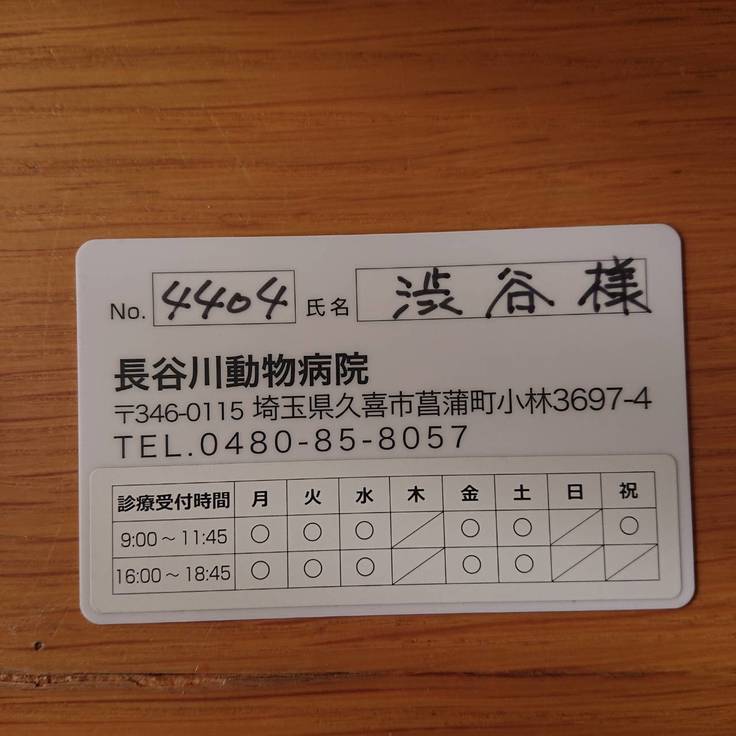 No. 4404 氏名 渋谷様
長谷川動物病院
〒346-0115 埼玉県久喜市菖蒲町小林3697-4
TEL.0480-85-8057
診療受付時間 月 火 水 木 金 土 日 祝
9:00～11:45 ○ ○ ○ ／ ○ ○ ／ ○
16:00～18:45 ○ ○ ○ ／ ○ ○ ／ ／